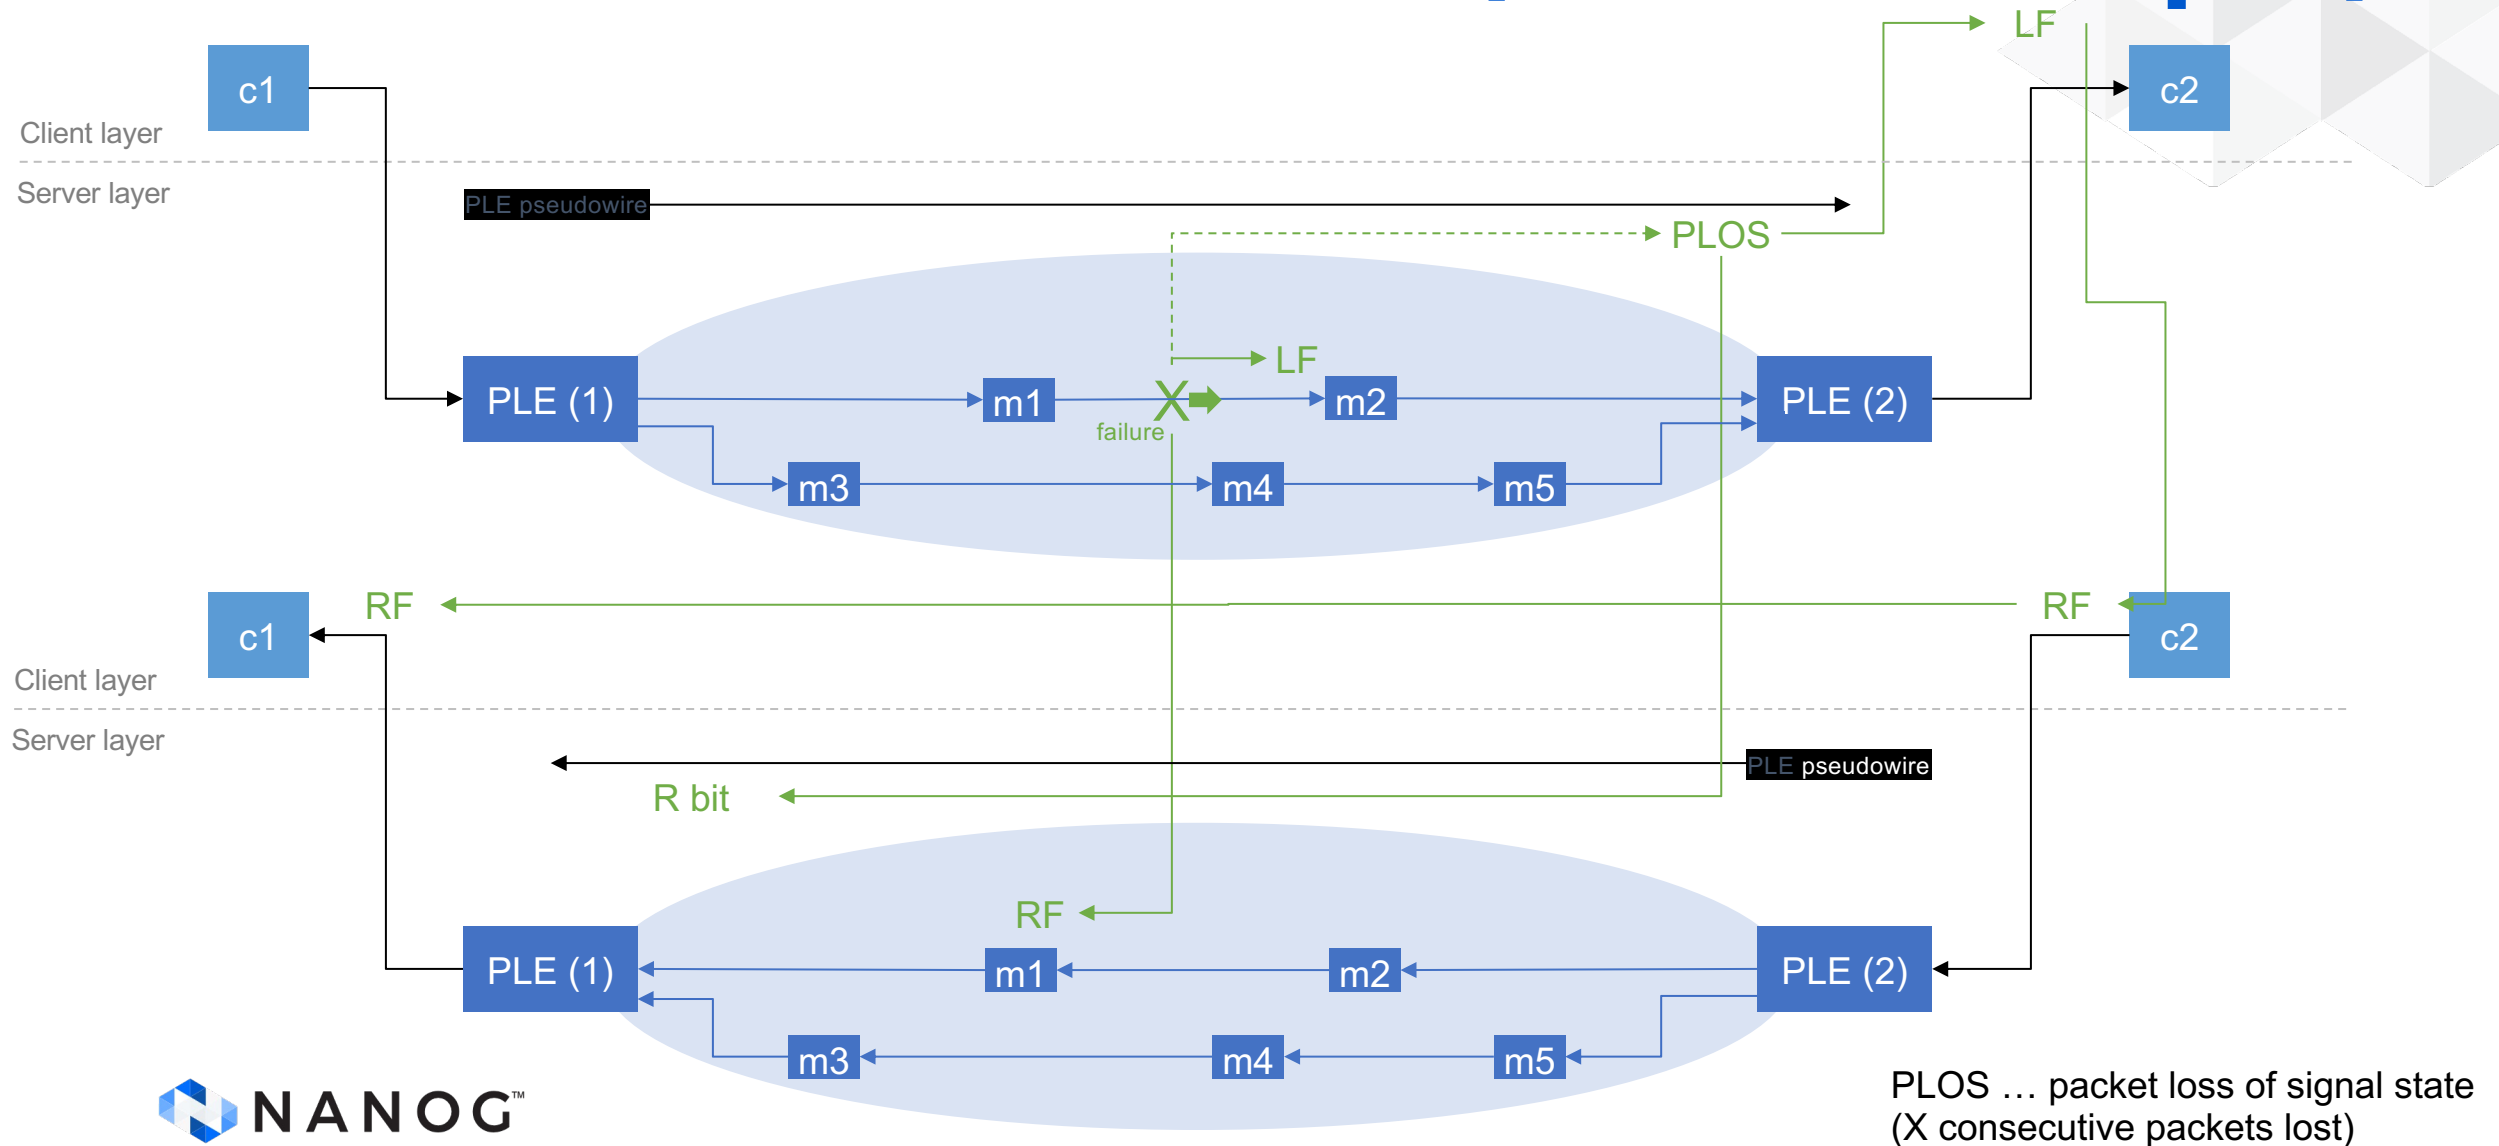 LF
c1
c2
Client layer
Server layer
PLE pseudowire
PLOS
LF
PLE (1)
m1
X
m2
PLE (2)
failure
m3
m4
m5
RF
RF
c1
c2
Client layer
Server layer
PLE pseudowire
R bit
RF
PLE (1)
m1
m2
PLE (2)
m3
m4
m5
NANOG™
PLOS … packet loss of signal state
(X consecutive packets lost)